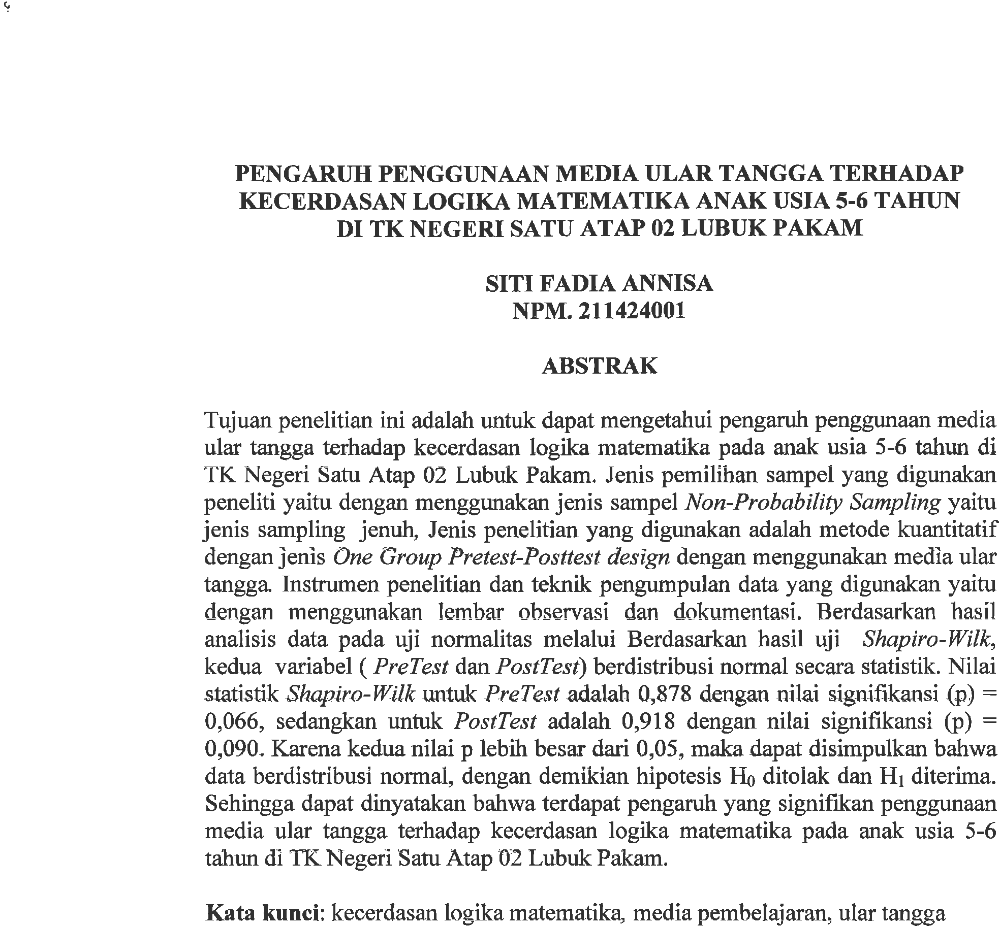 PENGARUH PENGGUNAAN MEDIA ULAR TANGGA TERHADAP
KECERDASAN LOGIKA MATEMATIKA ANAK USIA 5-6 TAHUN
DI TK NEGERI SATU ATAP 02 LUBUK PAKAM
SITI FADIA ANNISA
NPM. 211424001
ABSTRAK
Tujuan penelitian ini adalah untuk dapat mengetahui pengaruh penggunaan media
ular tangga terhadap kecerdasan logika matematika pada anak usia 5-6 tahun di
TK Negeri Satu Atap 02 Lubuk Pakam. Jenis pemilihan sampel yang digunakan
peneliti yaitu dengan menggunakan jenis sampel Non-Probability Sampling yaitu
jenis sampling jenuh, Jenis penelitian yang digunakan adalah metode kuantitatif
dengan jenis One Group Pretest-Posttest design dengan menggunakan media ular
tangga. Instrumen penelitian dan teknik pengumpulan data yang digunakan yaitu
dengan menggunakan lembar observasi dan dokumentasi. Berdasarkan hasil
analisis data pada uji normalitas melalui Berdasarkan hasil uji Shapiro-Wilk,
kedua variabel ( PreTest dan PostTest) berdistribusi normal secara statistik. Nilai
statistik Shapiro-Wilk untuk PreTest adalah 0,878 dengan nilai signifikansi (p) =
0,066, sedangkan untuk PostTest adalah 0,918 dengan nilai signifikansi (p) =
0,090. Karena kedua nilai p lebih besar dari 0,05, maka dapat disimpulkan bahwa
data berdistribusi normal, dengan demikian hipotesis H₀ ditolak dan H₁ diterima.
Sehingga dapat dinyatakan bahwa terdapat pengaruh yang signifikan penggunaan
media ular tangga terhadap kecerdasan logika matematika pada anak usia 5-6
tahun di TK Negeri Satu Atap 02 Lubuk Pakam.
Kata kunci: kecerdasan logika matematika, media pembelajaran, ular tangga